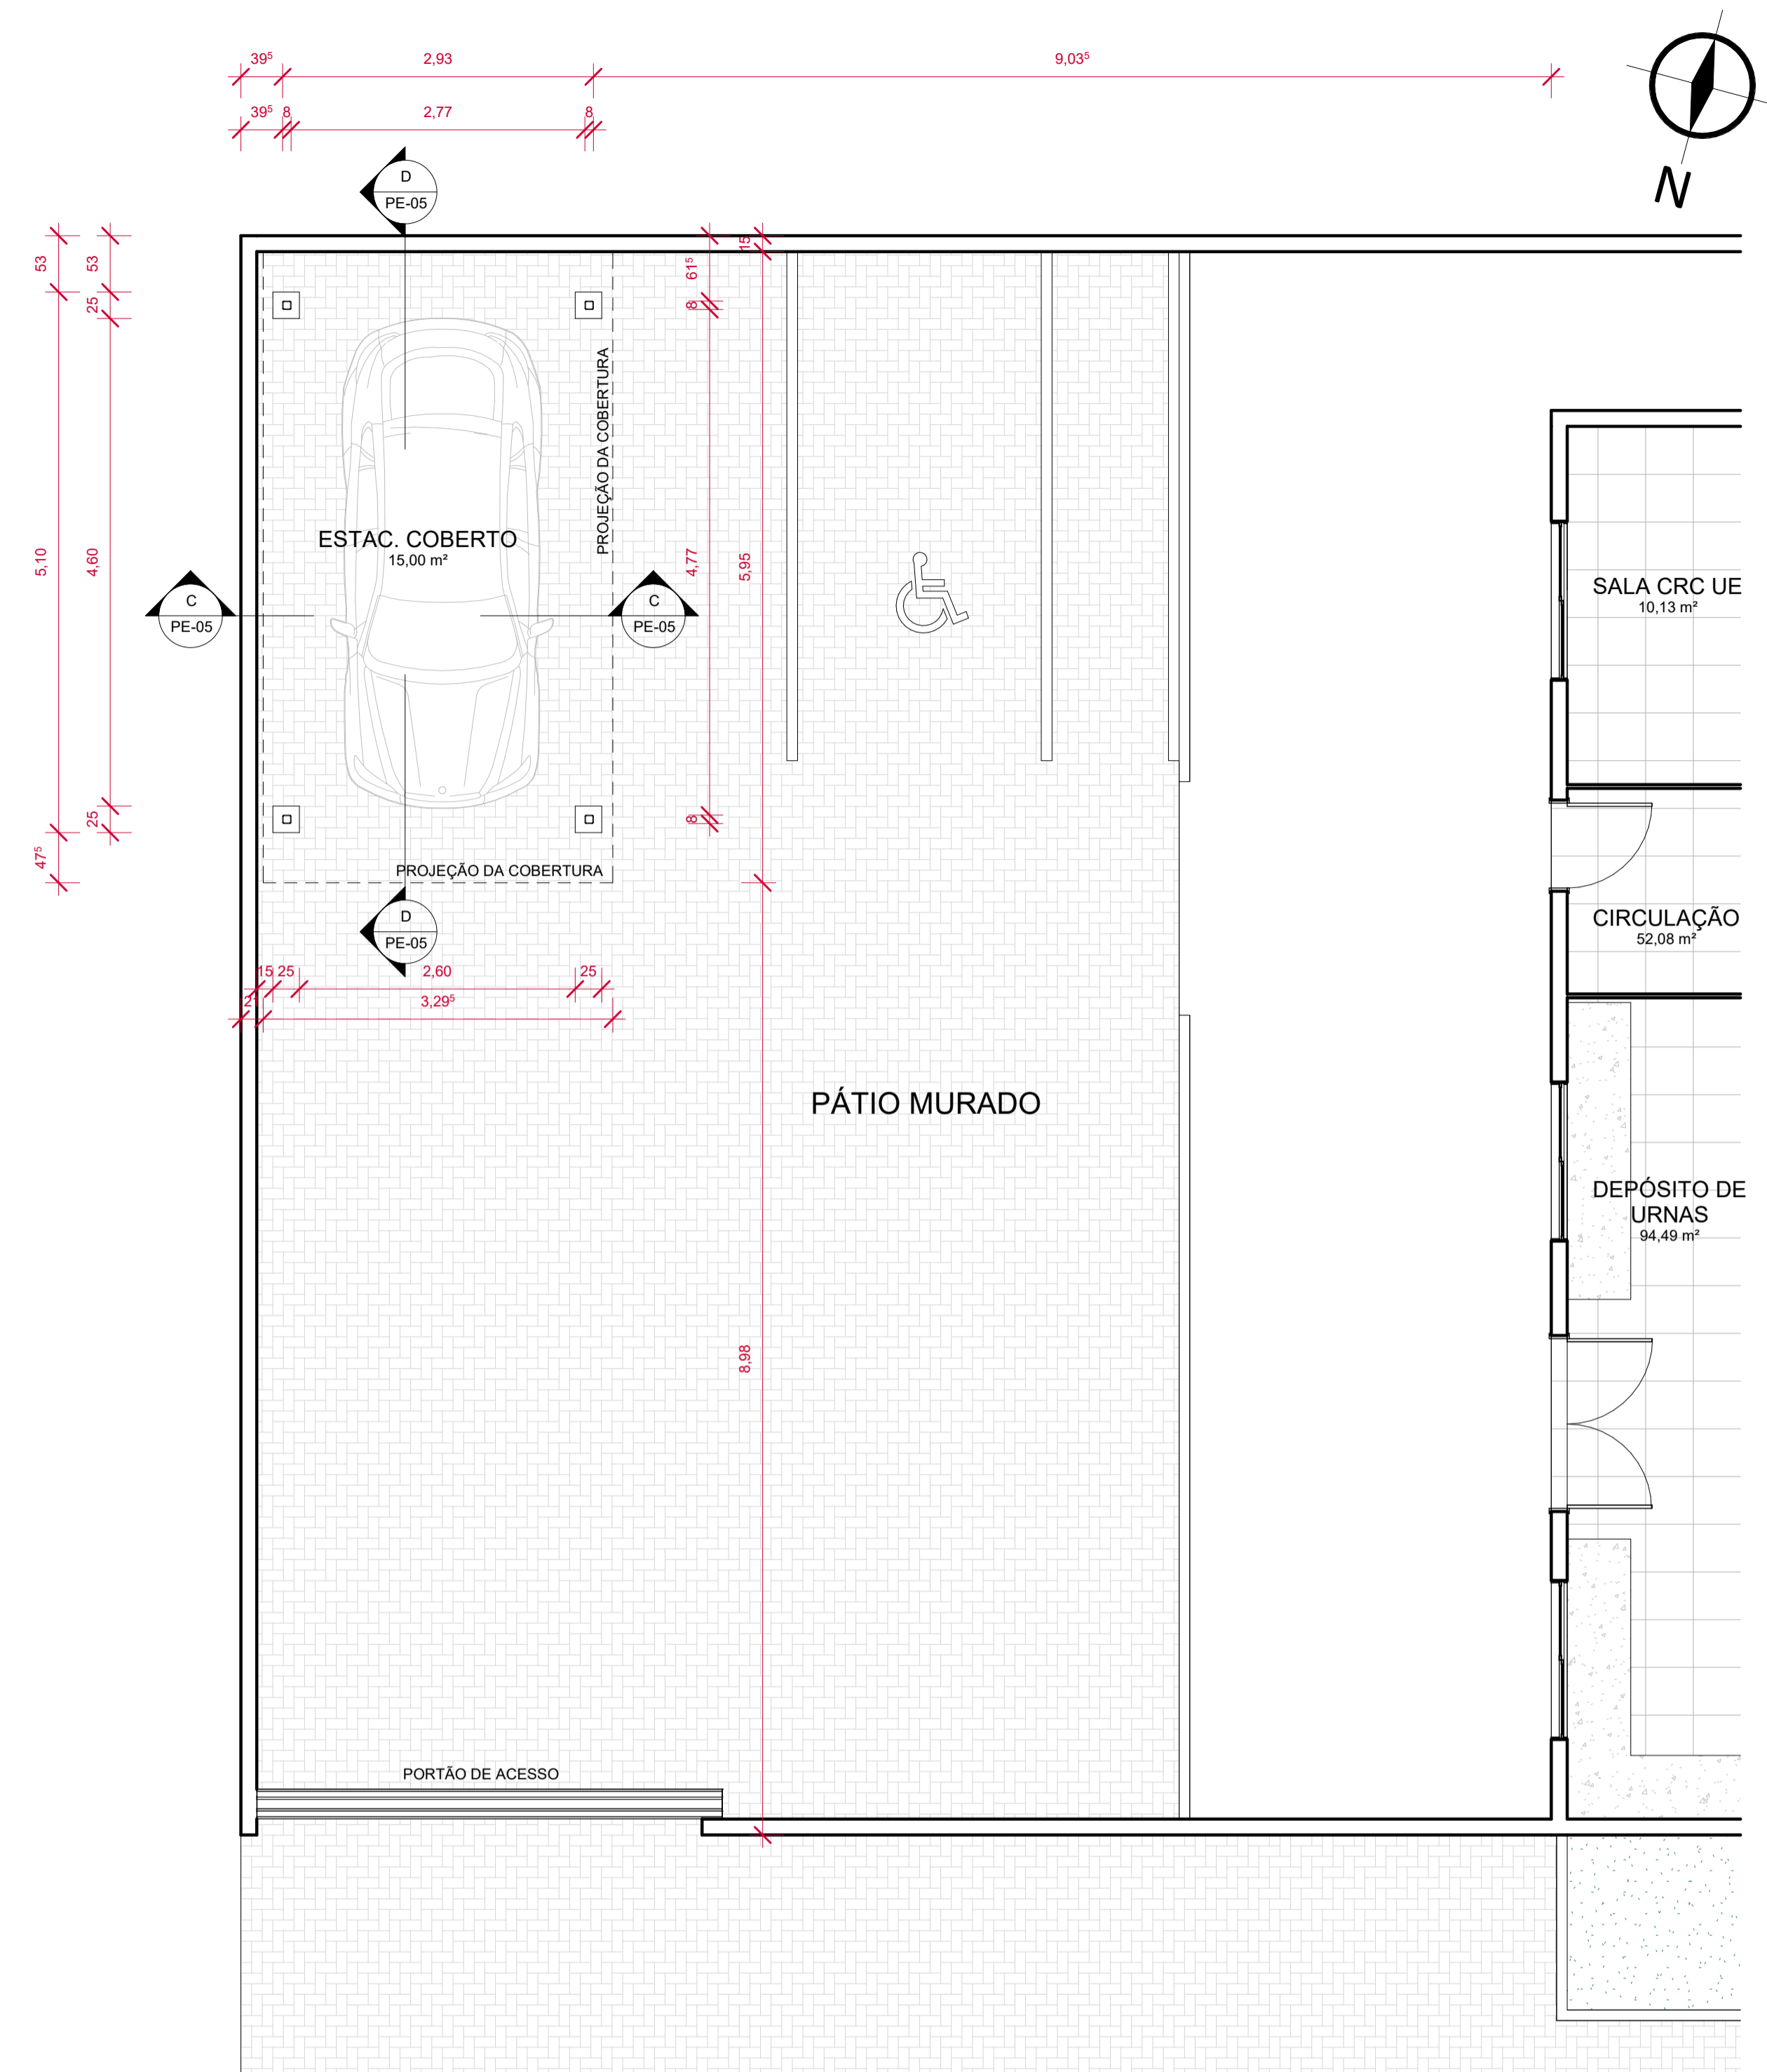 39⁵ 2,93 9,03⁵
39⁵ 8 2,77 8
N
D
PE-05
53 53 15
61⁵
25 8
PROJEÇÃO DA COBERTURA
ESTAC. COBERTO
15,00 m²
5,10 4,60 4,77 5,95
SALA CRC UE
10,13 m²
C
PE-05
C
PE-05
25 8
47⁵
PROJEÇÃO DA COBERTURA
D
PE-05
CIRCULAÇÃO
52,08 m²
15 25 2,60 25
3,29⁵
PÁTIO MURADO
DEPÓSITO DE
URNAS
94,49 m²
8,98
PORTÃO DE ACESSO